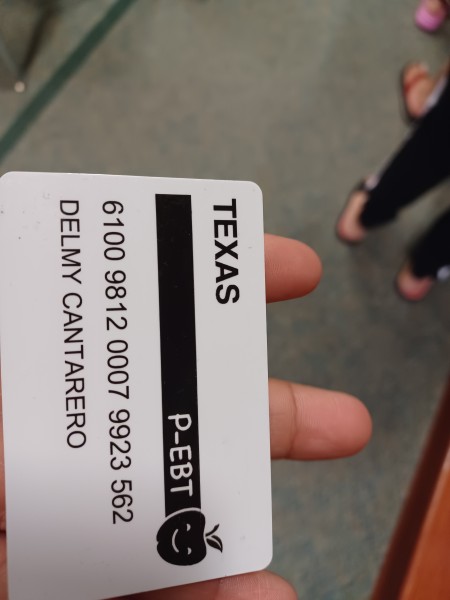 TEXAS
P-EBT
6100 9812 0007 9923 562
DELMY CANTARERO